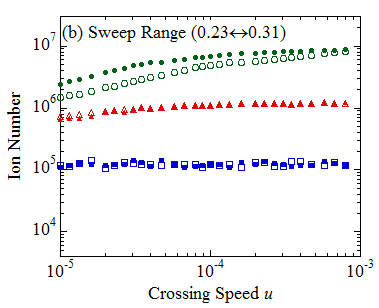 (b) Sweep Range (0.23↔0.31)
10⁷
10⁶
10⁵
10⁴
Ion Number
10⁻⁵
10⁻⁴
10⁻³
Crossing Speed u